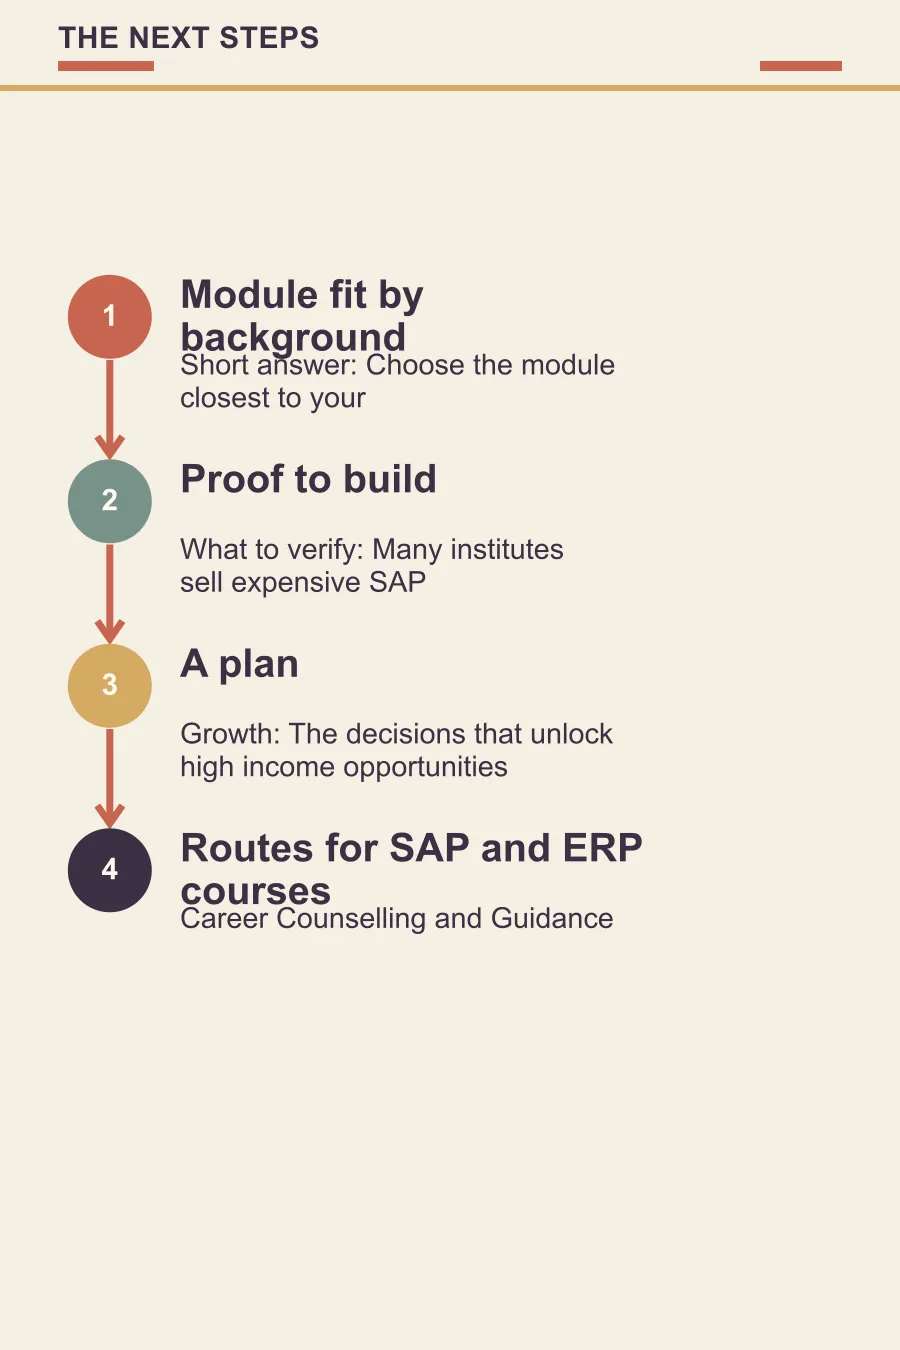 THE NEXT STEPS
1
Module fit by
background
Short answer: Choose the module
closest to your
2
Proof to build
What to verify: Many institutes
sell expensive SAP
3
A plan
Growth: The decisions that unlock
high income opportunities
4
Routes for SAP and ERP
courses
Career Counselling and Guidance